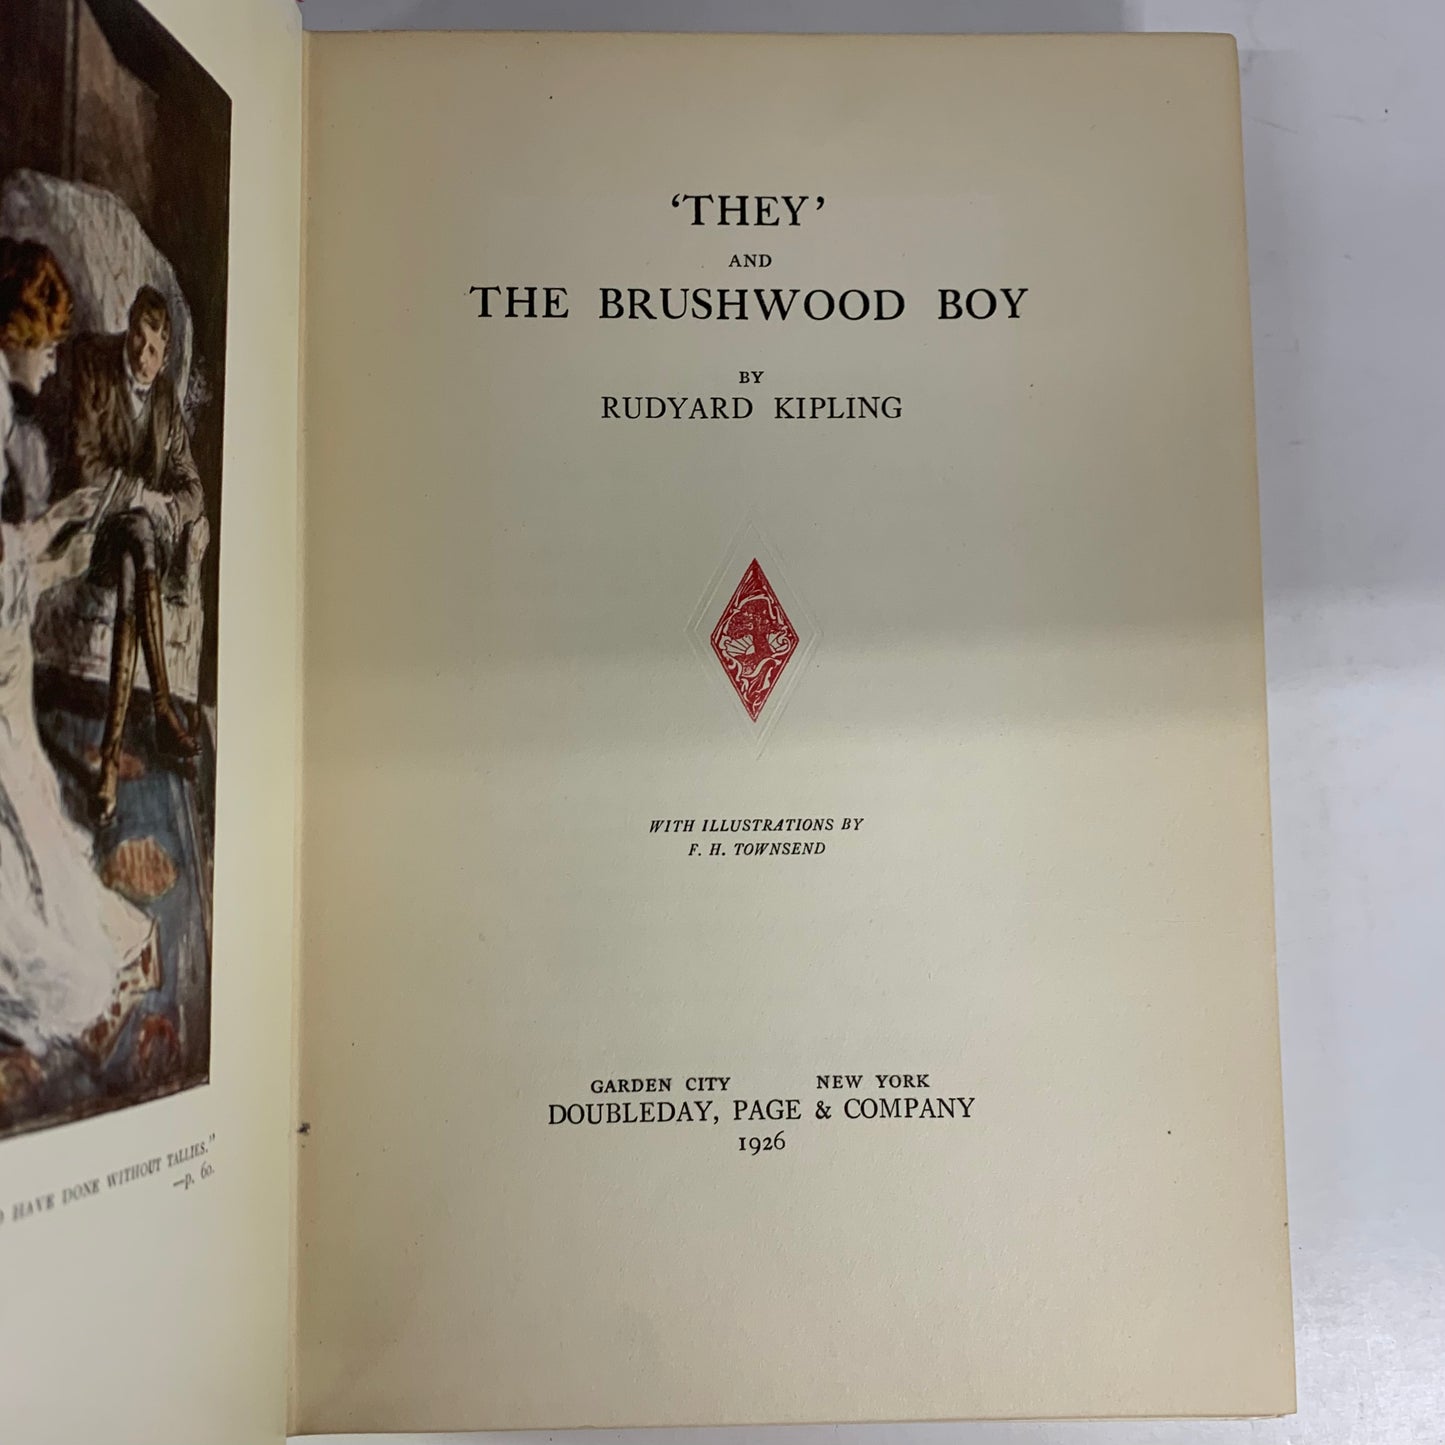 HAVE DONE WITHOUT TALLIES."
—p. 60.
‘THEY’
AND
THE BRUSHWOOD BOY
BY
RUDYARD KIPLING
WITH ILLUSTRATIONS BY
F. H. TOWNSEND
GARDEN CITY NEW YORK
DOUBLEDAY, PAGE & COMPANY
1926